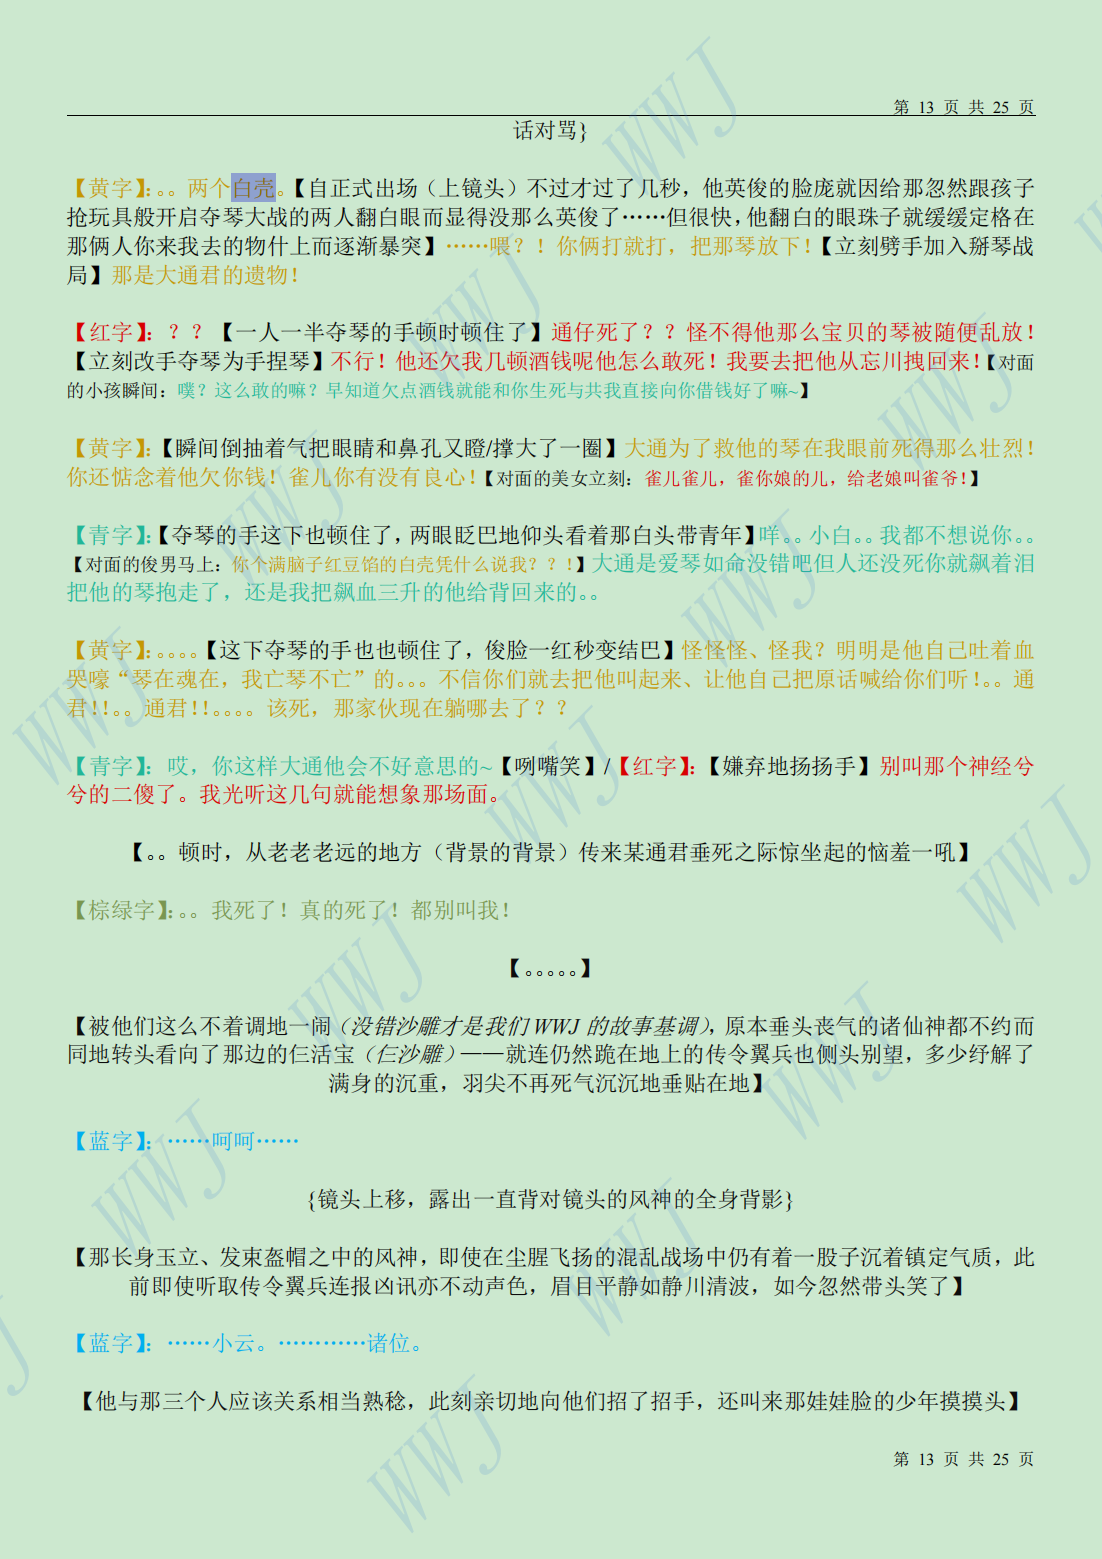 第 13 页 共 25 页
话对骂}
【黄字】：。。两个白壳。【自正式出场（上镜头）不过才过了几秒，他英俊的脸庞就因给那忽然跟孩子
抢玩具般开启夺琴大战的两人翻白眼而显得没那么英俊了……但很快，他翻白的眼珠子就缓缓定格在
那俩人你来我去的物什上而逐渐暴突】……喂？！你俩打就打，把那琴放下！【立刻劈手加入掰琴战
局】那是大通君的遗物！
【红字】：？？【一人一半夺琴的手顿时顿住了】通仔死了？？怪不得他那么宝贝的琴被随便乱放！
【立刻改手夺琴为手捏琴】不行！他还欠我几顿酒钱呢他怎么敢死！我要去把他从忘川拽回来！【对面
的小孩瞬间：噗？这么敢的嘛？早知道欠点酒钱就能和你生死与共我直接向你借钱好了嘛~】
【黄字】：【瞬间倒抽着气把眼睛和鼻孔又瞪/撑大了一圈】大通为了救他的琴在我眼前死得那么壮烈！
你还惦念着他欠你钱！雀儿你有没有良心！【对面的美女立刻：雀儿雀儿，雀你娘的儿，给老娘叫雀爷！】
【青字】：【夺琴的手这下也顿住了，两眼眨巴地仰头看着那白头带青年】咩。。小白。。我都不想说你。。
【对面的俊男马上：你个满脑子红豆馅的白壳凭什么说我？？！】大通是爱琴如命没错吧但人还没死你就飙着泪
把他的琴抱走了，还是我把飙血三升的他给背回来的。。
【黄字】：。。。。【这下夺琴的手也也顿住了，俊脸一红秒变结巴】怪怪怪、怪我？明明是他自己吐着血
哭嚎“琴在魂在，我亡琴不亡”的。。。不信你们就去把他叫起来、让他自己把原话喊给你们听！。。通
君！！。。通君！！。。。。该死，那家伙现在躺哪去了？？
【青字】：哎，你这样大通他会不好意思的~【咧嘴笑】/【红字】：【嫌弃地扬扬手】别叫那个神经兮
兮的二傻了。我光听这几句就能想象那场面。
【。。顿时，从老老老远的地方（背景的背景）传来某通君垂死之际惊坐起的恼羞一吼】
【棕绿字】：。。我死了！真的死了！都别叫我！
【。。。。。】
【被他们这么不着调地一闹（没错沙雕才是我们 WWJ 的故事基调），原本垂头丧气的诸仙神都不约而
同地转头看向了那边的仨活宝（仨沙雕）——就连仍然跪在地上的传令翼兵也侧头别望，多少纾解了
满身的沉重，羽尖不再死气沉沉地垂贴在地】
【蓝字】：……呵呵……
{镜头上移，露出一直背对镜头的风神的全身背影}
【那长身玉立、发束盔帽之中的风神，即使在尘腥飞扬的混乱战场中仍有着一股子沉着镇定气质，此
前即使听取传令翼兵连报凶讯亦不动声色，眉目平静如静川清波，如今忽然带头笑了】
【蓝字】：……小云。…………诸位。
【他与那三个人应该关系相当熟稔，此刻亲切地向他们招了招手，还叫来那娃娃脸的少年摸摸头】
第 13 页 共 25 页